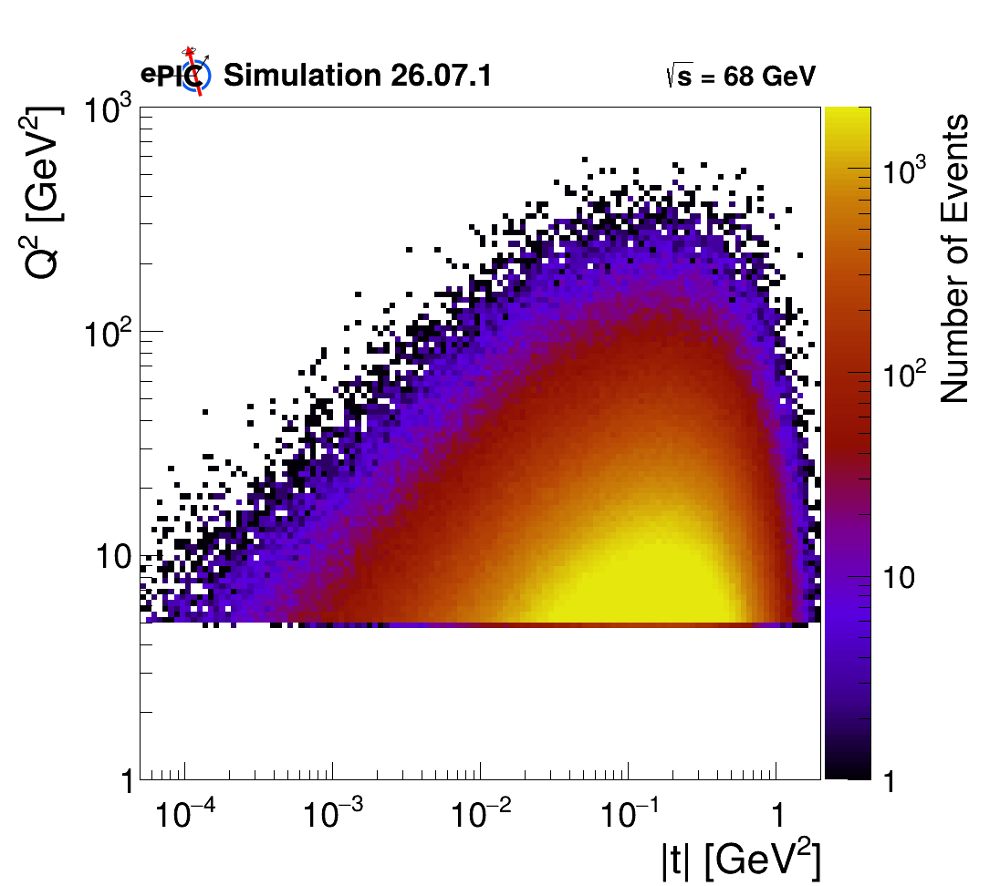 ePIC Simulation 26.07.1
√s = 68 GeV
Q² [GeV²]
10³
10²
10
1
10⁻⁴ 10⁻³ 10⁻² 10⁻¹ 1
|t| [GeV²]
10³
10²
10
1
Number of Events